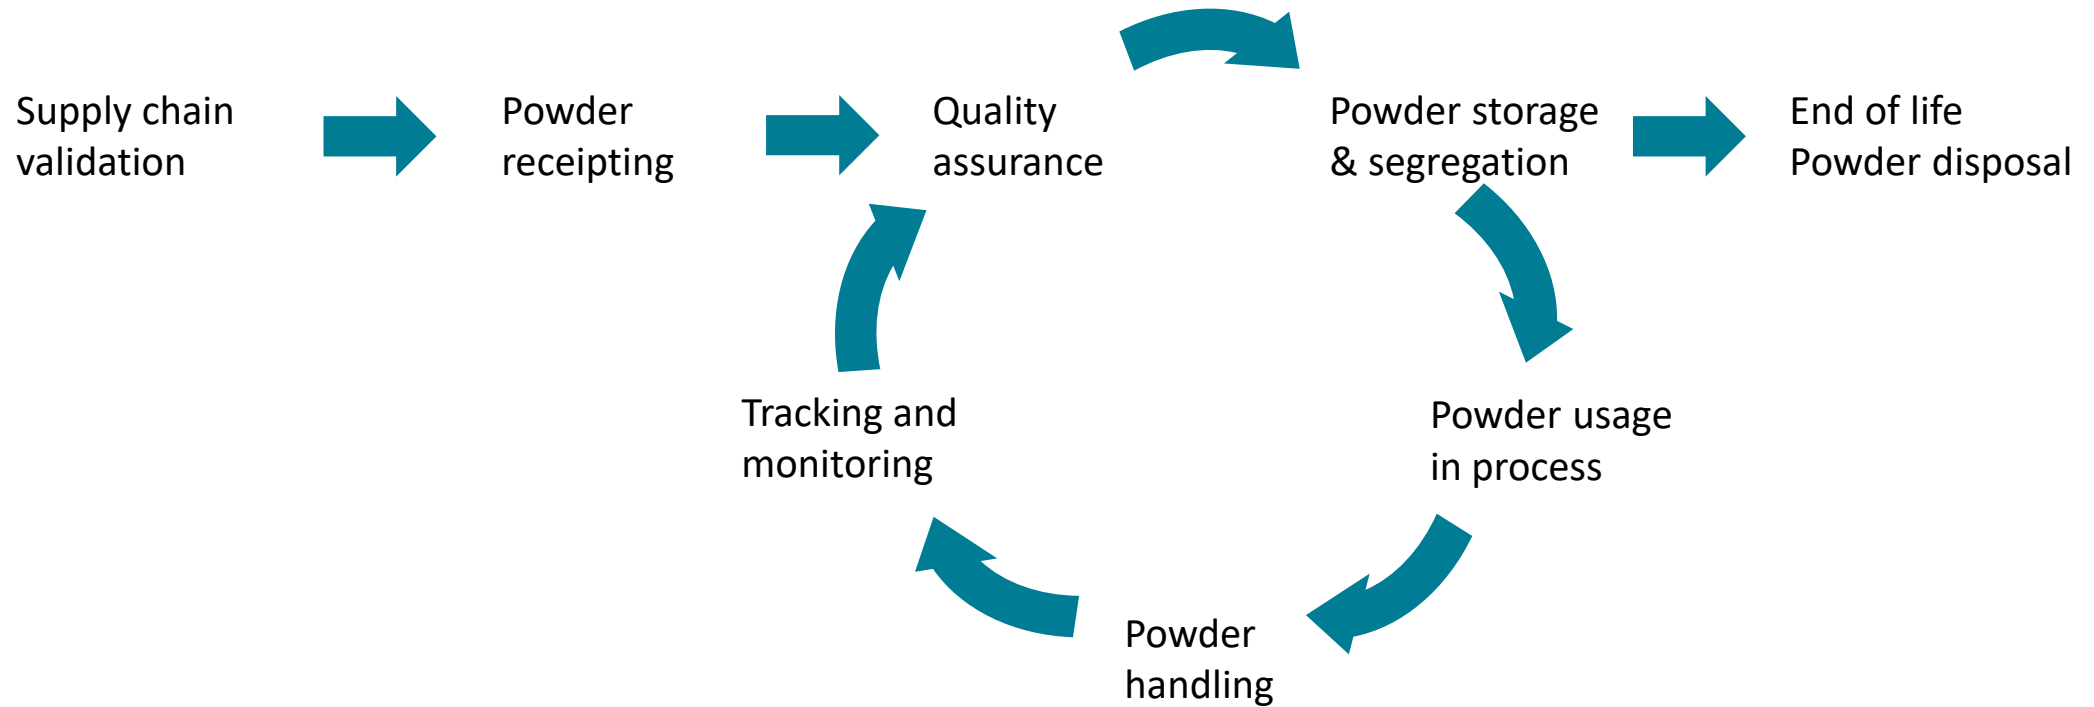 Supply chain
validation
Powder
receipting
Quality
assurance
Powder storage
& segregation
End of life
Powder disposal
Tracking and
monitoring
Powder usage
in process
Powder
handling